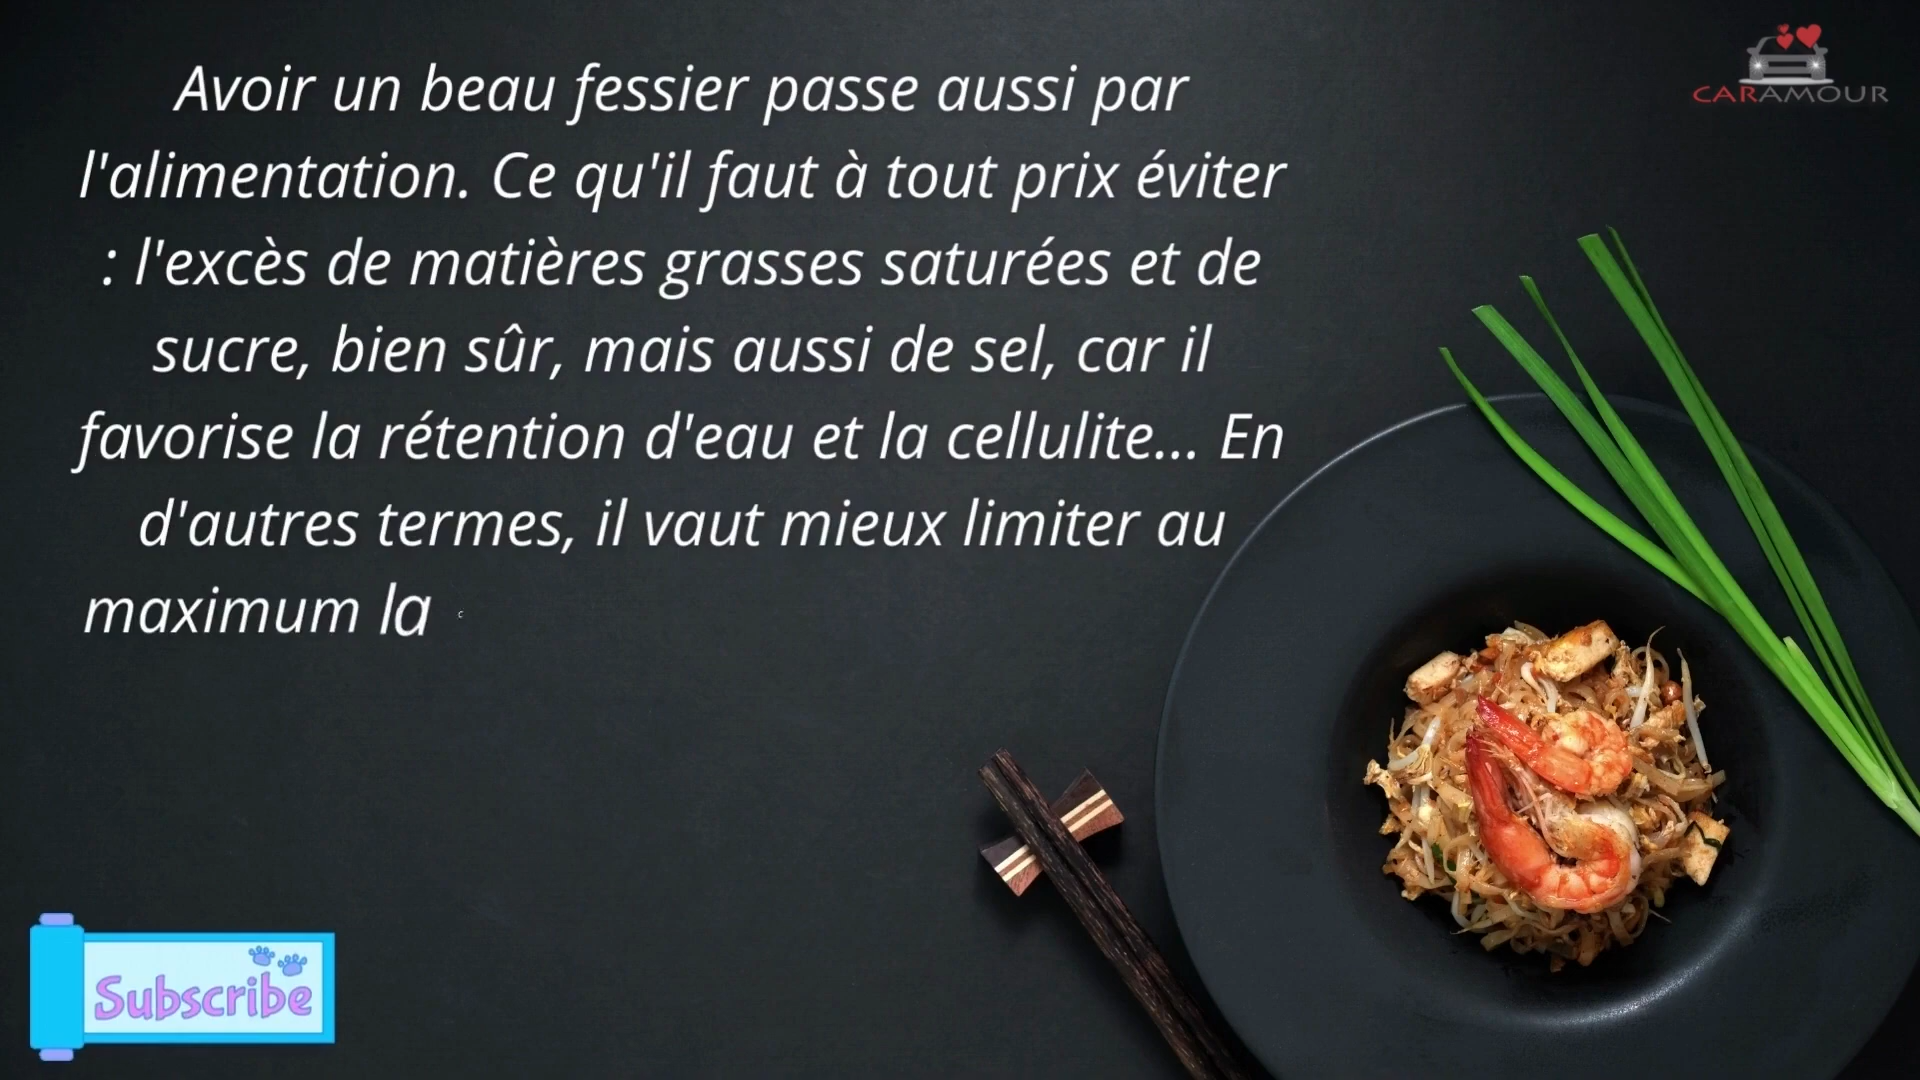 Avoir un beau fessier passe aussi par
l'alimentation. Ce qu'il faut à tout prix éviter
: l'excès de matières grasses saturées et de
sucre, bien sûr, mais aussi de sel, car il
favorise la rétention d'eau et la cellulite... En
d'autres termes, il vaut mieux limiter au
maximum la
CARAMOUR
Subscribe